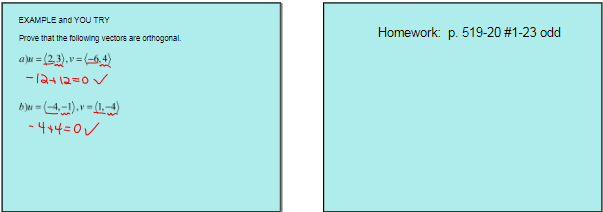 EXAMPLE and YOU TRY
Prove that the following vectors are orthogonal.
a)u = ⟨2,3⟩, v = ⟨−6,4⟩
-12+12=0 ✓
b)u = ⟨−4,−1⟩, v = ⟨1,−4⟩
-4+4=0 ✓
Homework: p. 519-20 #1-23 odd